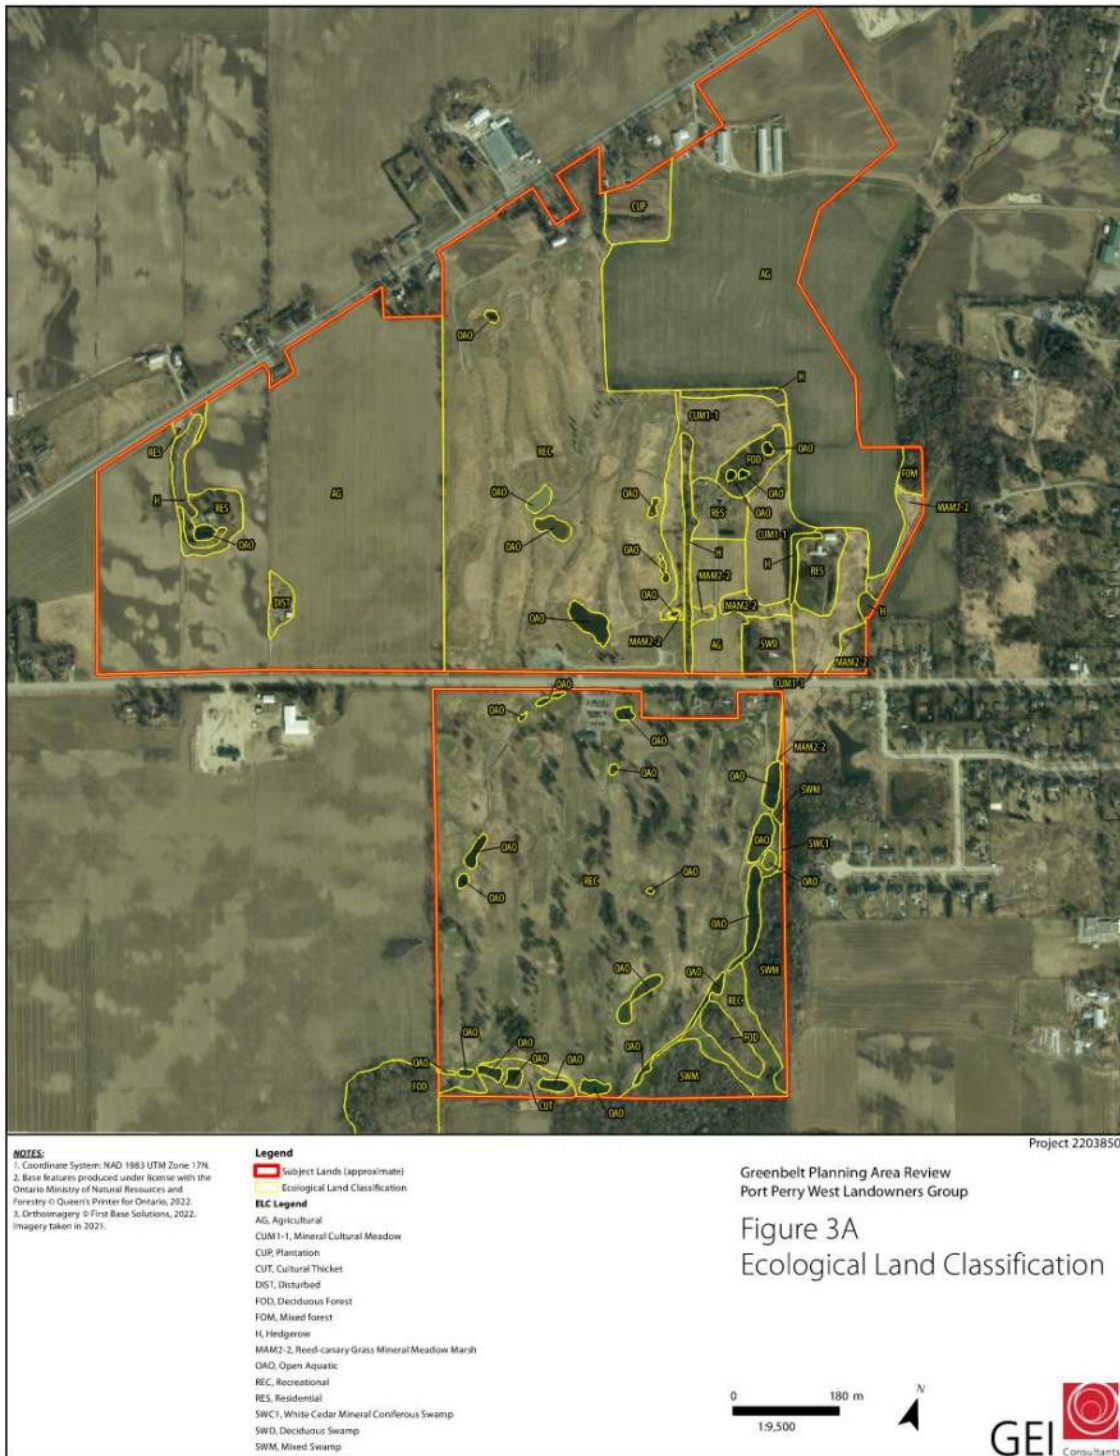 CUP
AG
OAO
H
CUM1-1
RES
REC
FOD
OAO
H
AG
OAO
OAO
OAO
FOM
RES
OAO
RES
OAO
MAM2-2
OAO
CUM1-1
OAO
H
H
RES
OAO
MAM2-2
DIST
OAO
MAM2-2
H
OAO
MAM2-2
AG
SWD
MAM2-2
CUM1-1
OAO
OAO
OAO
MAM2-2
OAO
OAO
SWM
OAO
OAO
SWC1
OAO
REC
OAO
OAO
OAO
OAO
SWM
OAO
OAO
REC
OAO
OAO
FOD
OAO
OAO
OAO
OAO
FOD
SWM
CUT
OAO
Project 2203850
NOTES:
1. Coordinate System: NAD 1983 UTM Zone 17N.
2. Base features produced under license with the
Ontario Ministry of Natural Resources and
Forestry © Queen's Printer for Ontario, 2022.
3. Orthoimagery © First Base Solutions, 2022.
Imagery taken in 2021.
Legend
Subject Lands (approximate)
Ecological Land Classification
ELC Legend
AG, Agricultural
CUM1-1, Mineral Cultural Meadow
CUP, Plantation
CUT, Cultural Thicket
DIST, Disturbed
FOD, Deciduous Forest
FOM, Mixed forest
H, Hedgerow
MAM2-2, Reed-canary Grass Mineral Meadow Marsh
OAO, Open Aquatic
REC, Recreational
RES, Residential
SWC1, White Cedar Mineral Coniferous Swamp
SWD, Deciduous Swamp
SWM, Mixed Swamp
Greenbelt Planning Area Review
Port Perry West Landowners Group
Figure 3A
Ecological Land Classification
0 180 m
1:9,500
N
GEI
Consultants